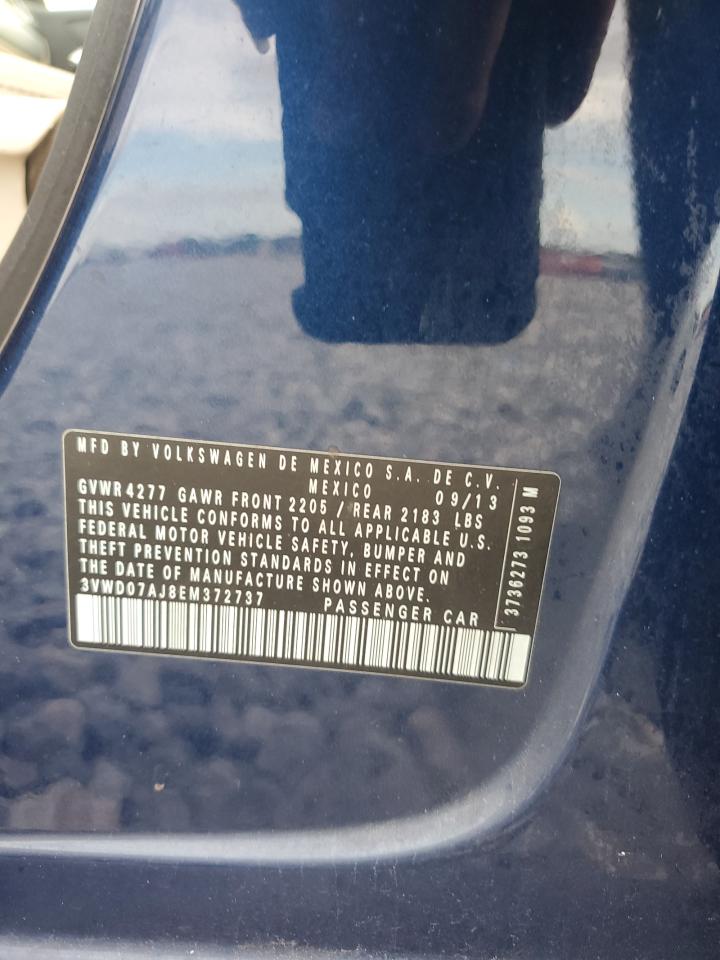 MFD BY VOLKSWAGEN DE MEXICO S.A. DE C.V.
MEXICO 09/13
GVWR 4277 GAWR FRONT 2205 / REAR 2183 LBS
THIS VEHICLE CONFORMS TO ALL APPLICABLE U.S.
FEDERAL MOTOR VEHICLE SAFETY, BUMPER AND
THEFT PREVENTION STANDARDS IN EFFECT ON
THE DATE OF MANUFACTURE SHOWN ABOVE.
3VWD07AJ8EM372737 PASSENGER CAR
3736273 1093 M